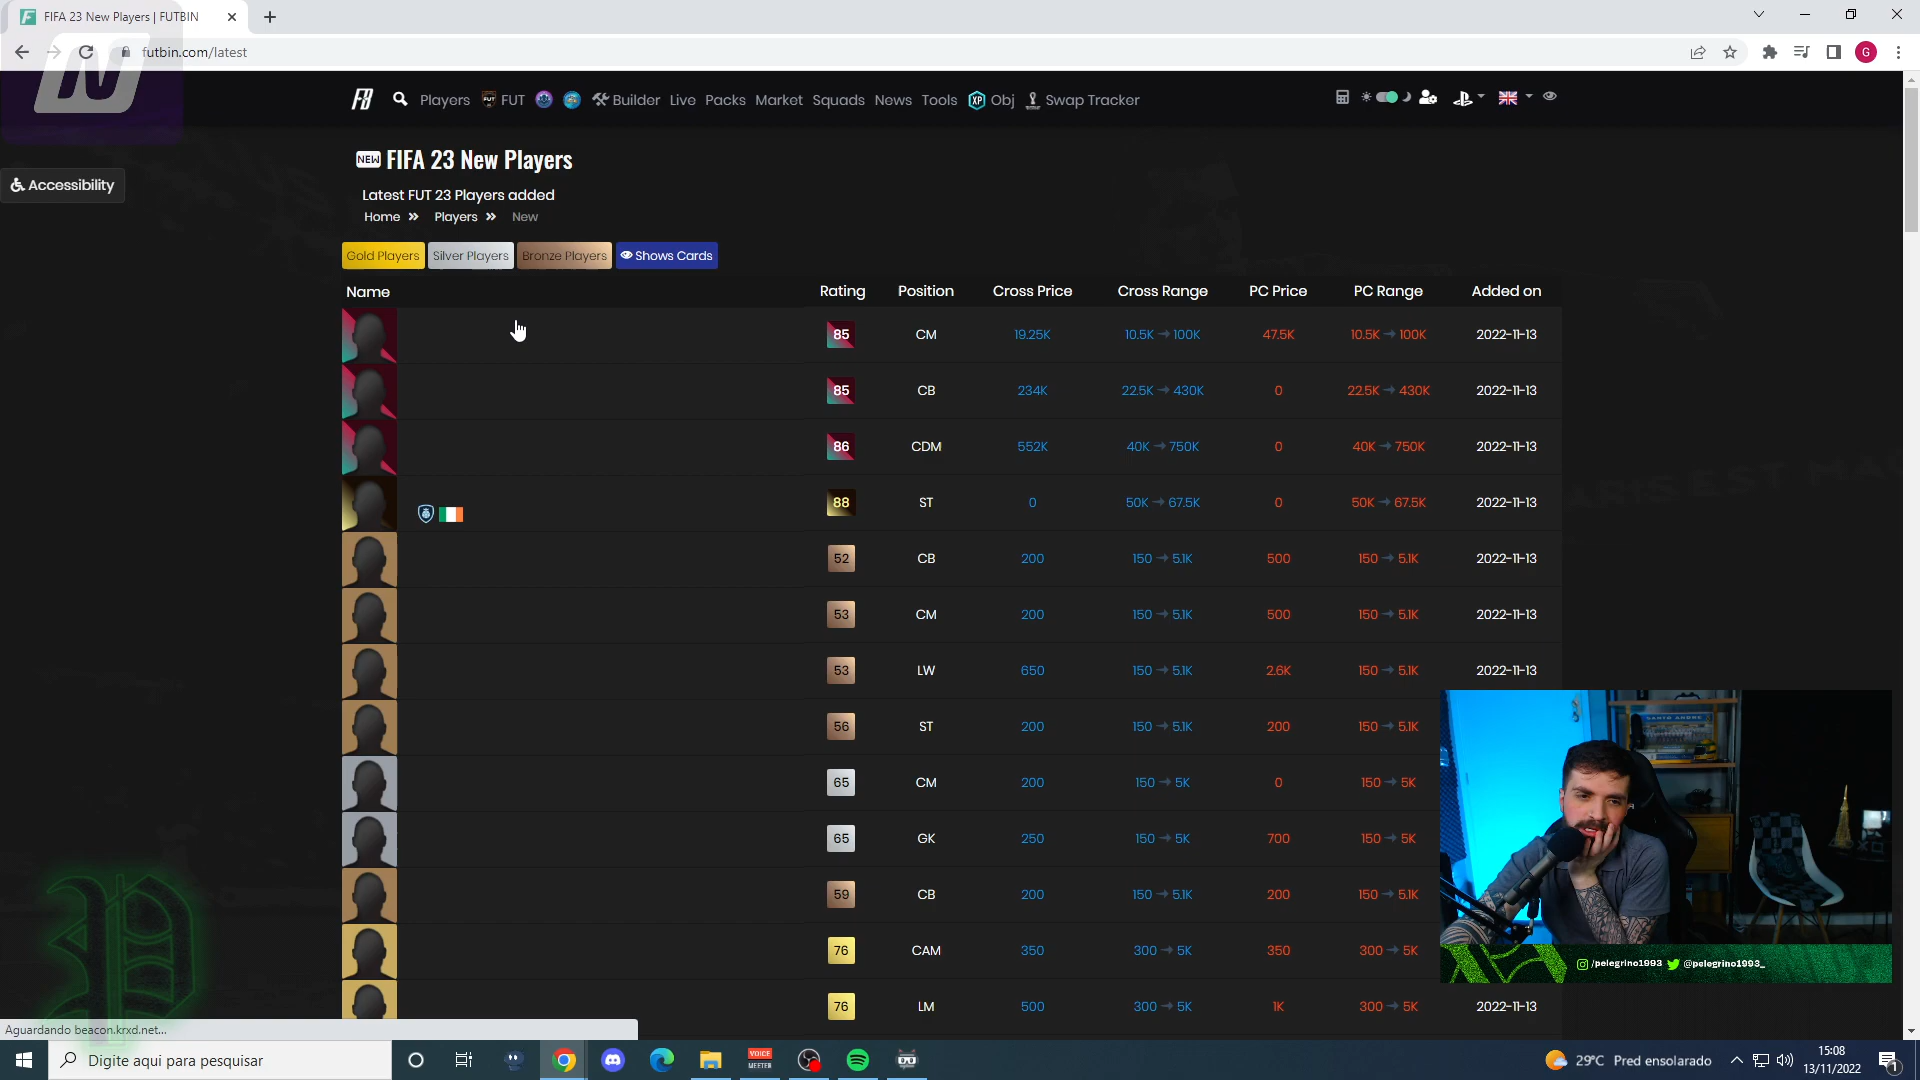 FIFA 23 New Players | FUTBIN
futbin.com/latest
G
Players FUT Builder Live Packs Market Squads News Tools XP Obj Swap Tracker
Accessibility
NEW FIFA 23 New Players
Latest FUT 23 Players added
Home » Players » New
Gold Players Silver Players Bronze Players Shows Cards
Name Rating Position Cross Price Cross Range PC Price PC Range Added on
85 CM 19.25K 10.5K → 100K 47.5K 10.5K → 100K 2022-11-13
85 CB 234K 22.5K → 430K 0 22.5K → 430K 2022-11-13
86 CDM 552K 40K → 750K 0 40K → 750K 2022-11-13
88 ST 0 50K → 67.5K 0 50K → 67.5K 2022-11-13
52 CB 200 150 → 5.1K 500 150 → 5.1K 2022-11-13
53 CM 200 150 → 5.1K 500 150 → 5.1K 2022-11-13
53 LW 650 150 → 5.1K 2.6K 150 → 5.1K 2022-11-13
56 ST 200 150 → 5.1K 200 150 → 5.1K
65 CM 200 150 → 5K 0 150 → 5K
65 GK 250 150 → 5K 700 150 → 5K
59 CB 200 150 → 5.1K 200 150 → 5.1K
76 CAM 350 300 → 5K 350 300 → 5K
76 LM 500 300 → 5K 1K 300 → 5K 2022-11-13
SANTO ANDRÉ
/pelegrino1993 @pelegrino1993_
Aguardando beacon.krxd.net...
Digite aqui para pesquisar
VOICE MEETER
29°C Pred ensolarado
15:08
13/11/2022
1